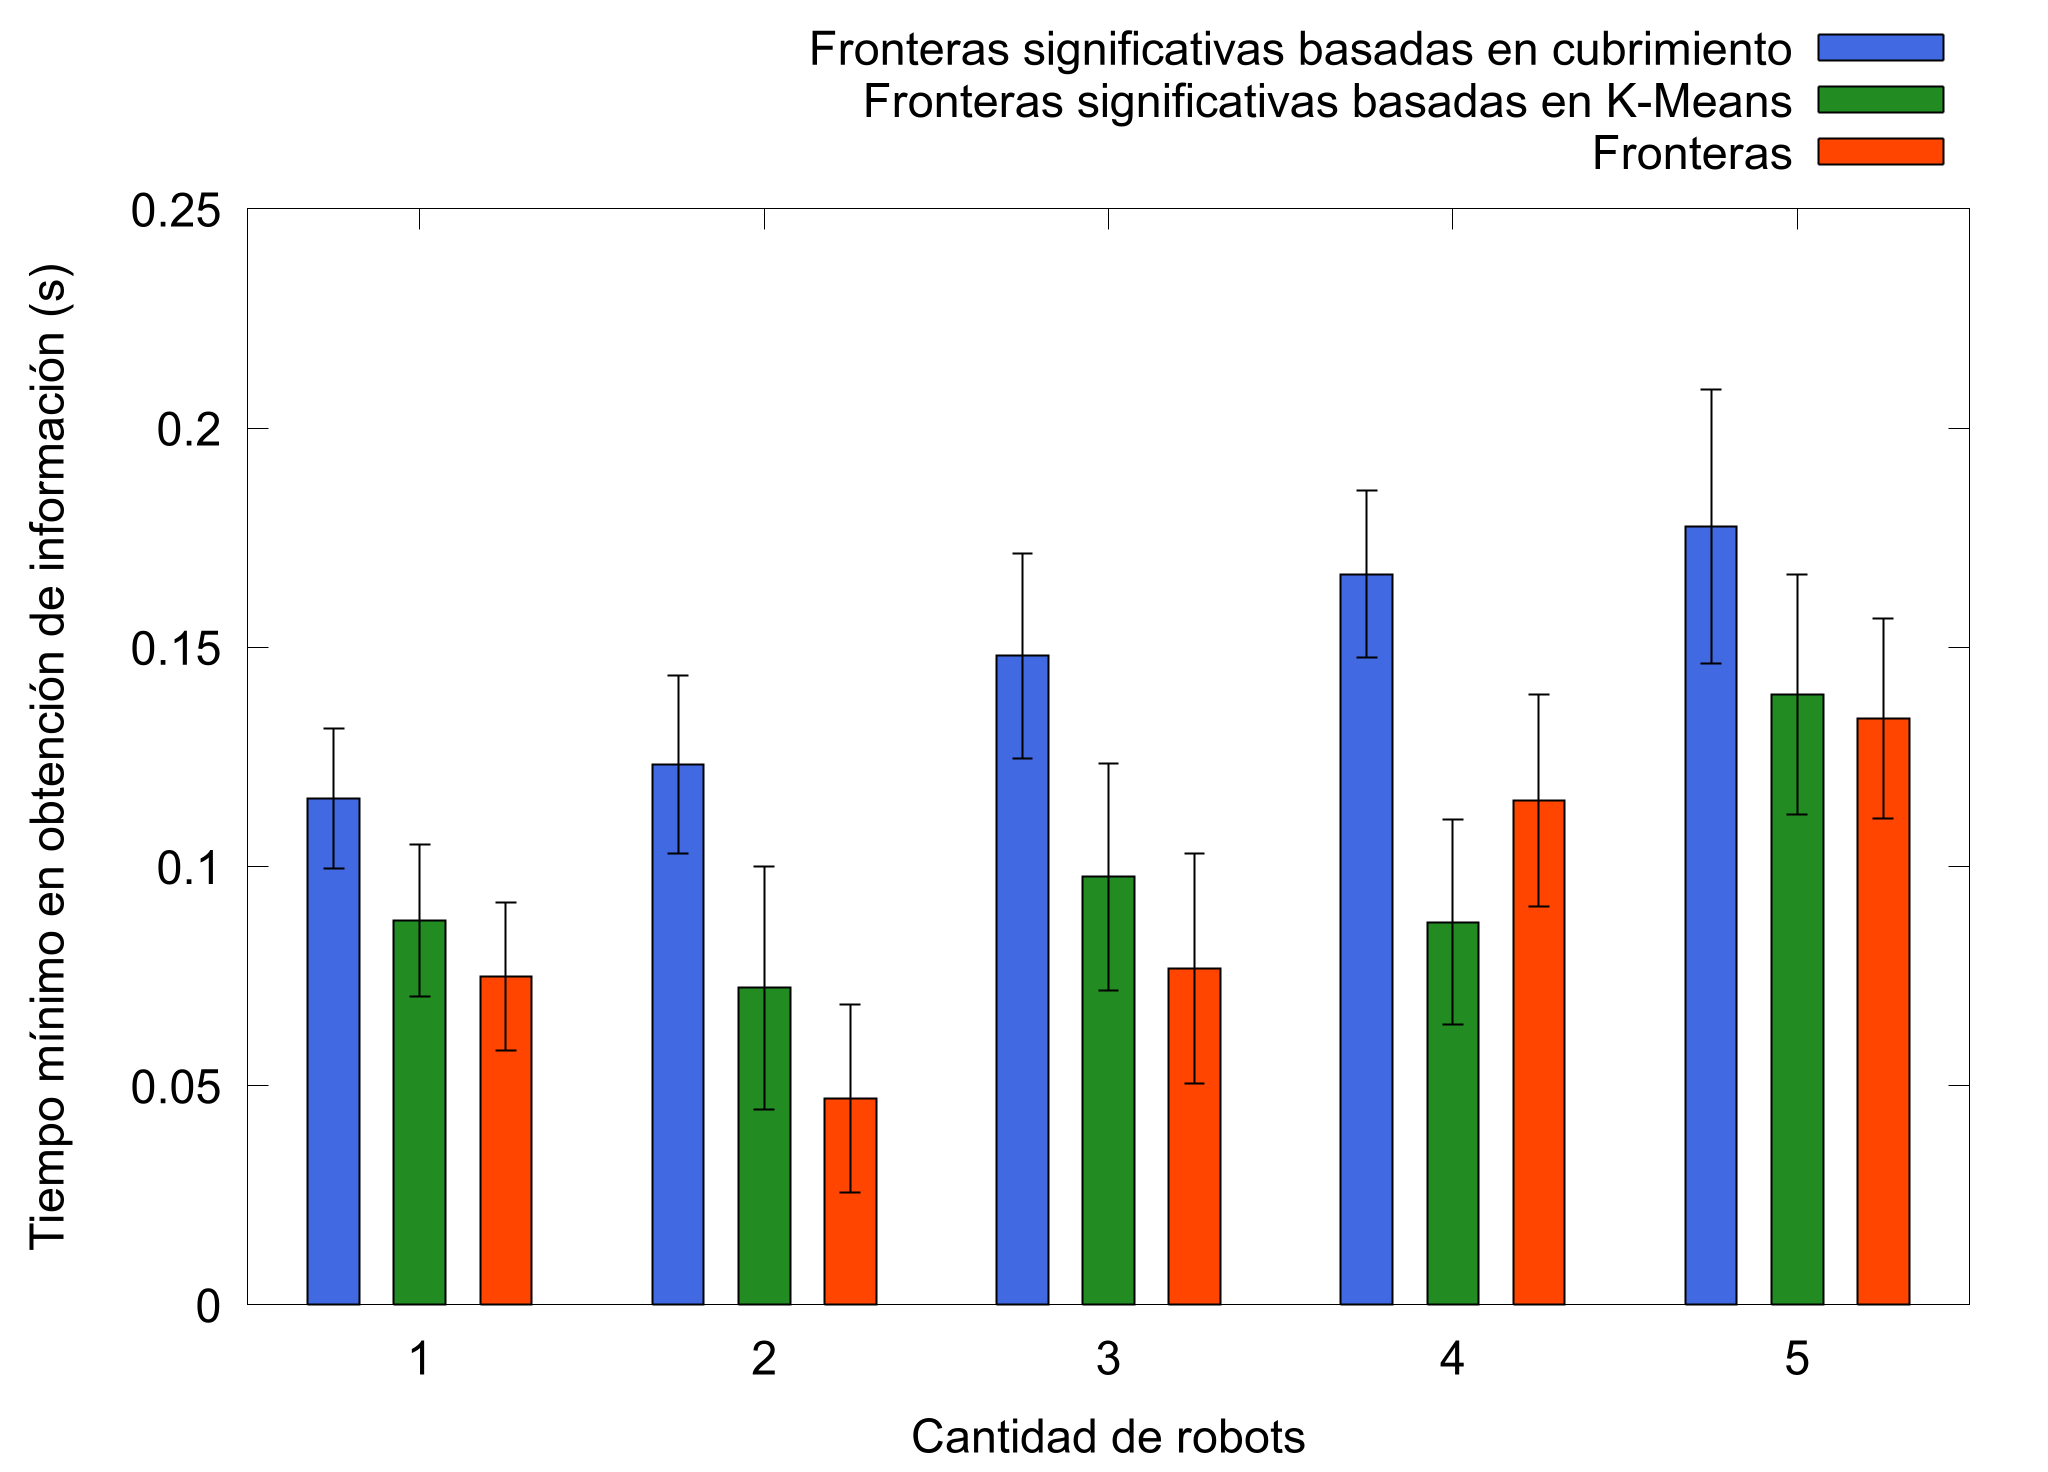 Fronteras significativas basadas en cubrimiento
Fronteras significativas basadas en K-Means
Fronteras
Tiempo mínimo en obtención de información (s)
0.25
0.2
0.15
0.1
0.05
0
1 2 3 4 5
Cantidad de robots